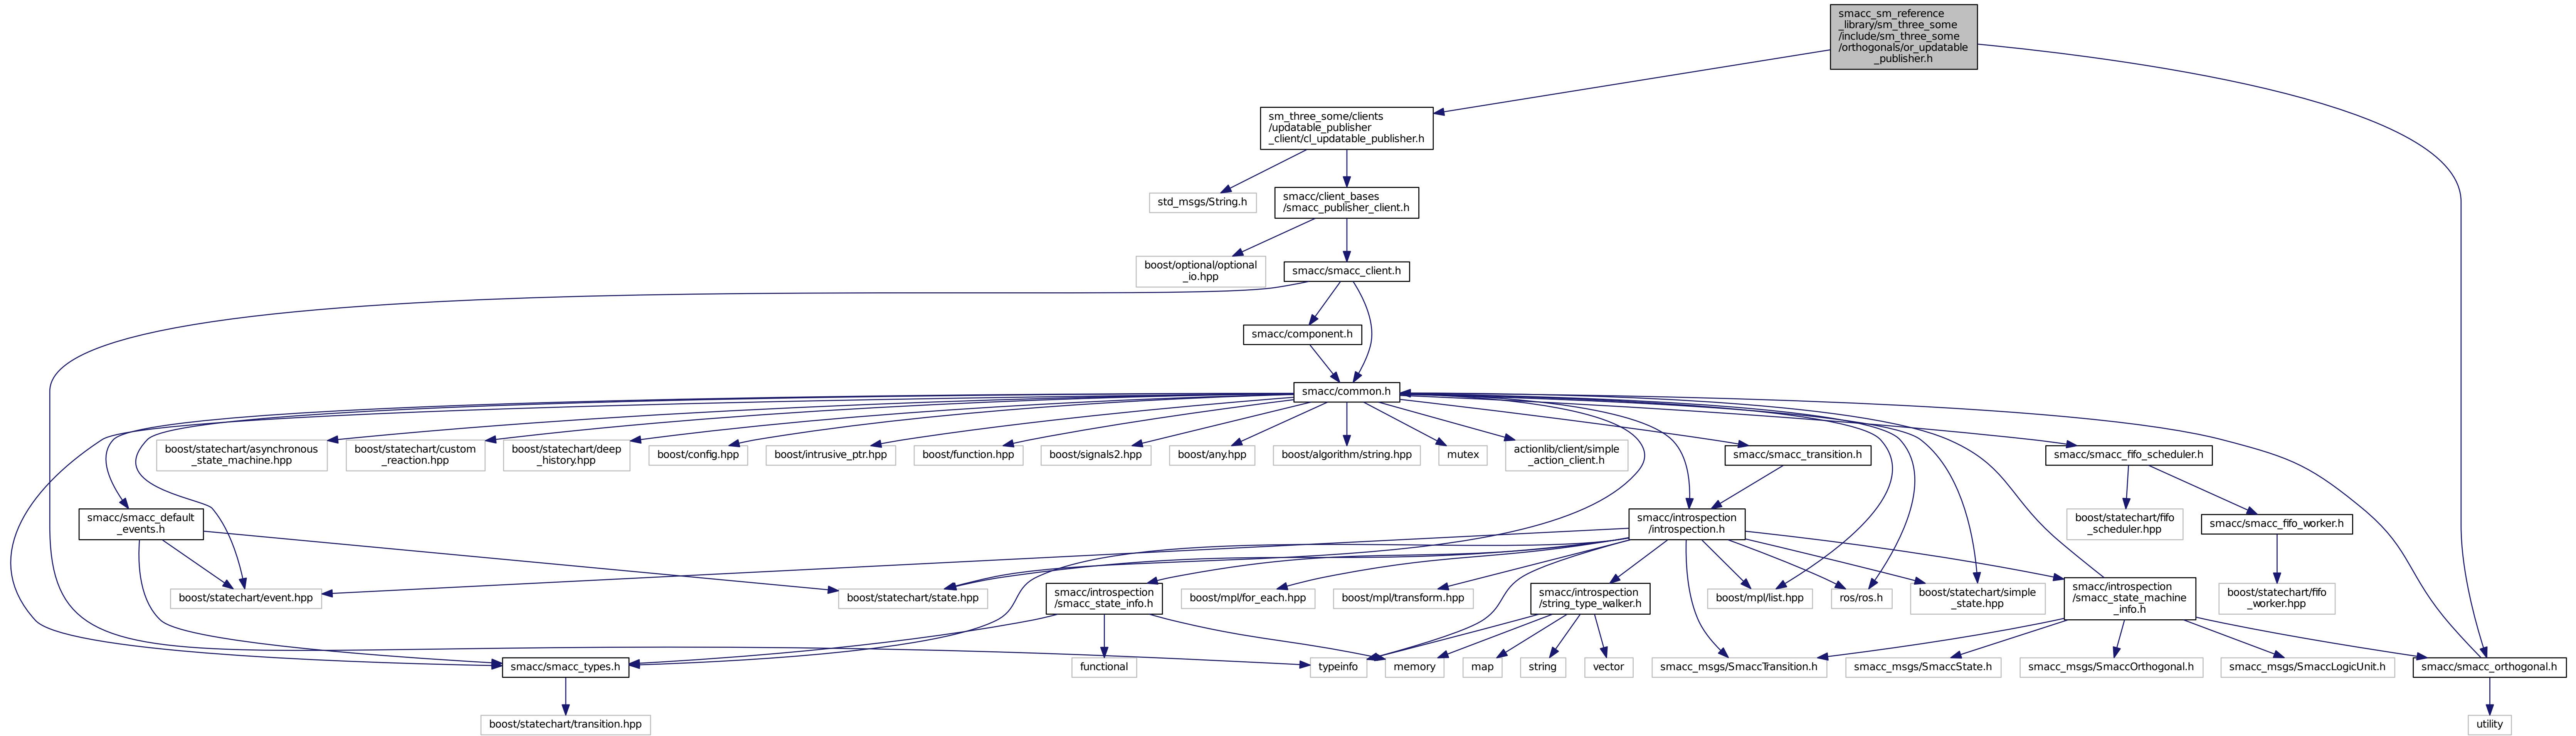 smacc_sm_reference
_library/sm_three_some
/include/sm_three_some
/orthogonals/or_updatable
_publisher.h
sm_three_some/clients
/updatable_publisher
_client/cl_updatable_publisher.h
std_msgs/String.h
smacc/client_bases
/smacc_publisher_client.h
boost/optional/optional
_io.hpp
smacc/smacc_client.h
smacc/component.h
smacc/common.h
boost/statechart/asynchronous
_state_machine.hpp
boost/statechart/custom
_reaction.hpp
boost/statechart/deep
_history.hpp
boost/config.hpp
boost/intrusive_ptr.hpp
boost/function.hpp
boost/signals2.hpp
boost/any.hpp
boost/algorithm/string.hpp
mutex
actionlib/client/simple
_action_client.h
smacc/smacc_transition.h
smacc/smacc_fifo_scheduler.h
smacc/smacc_default
_events.h
smacc/introspection
/introspection.h
boost/statechart/fifo
_scheduler.hpp
smacc/smacc_fifo_worker.h
boost/statechart/event.hpp
boost/statechart/state.hpp
smacc/introspection
/smacc_state_info.h
boost/mpl/for_each.hpp
boost/mpl/transform.hpp
smacc/introspection
/string_type_walker.h
boost/mpl/list.hpp
ros/ros.h
boost/statechart/simple
_state.hpp
smacc/introspection
/smacc_state_machine
_info.h
boost/statechart/fifo
_worker.hpp
smacc/smacc_types.h
functional
typeinfo
memory
map
string
vector
smacc_msgs/SmaccTransition.h
smacc_msgs/SmaccState.h
smacc_msgs/SmaccOrthogonal.h
smacc_msgs/SmaccLogicUnit.h
smacc/smacc_orthogonal.h
boost/statechart/transition.hpp
utility